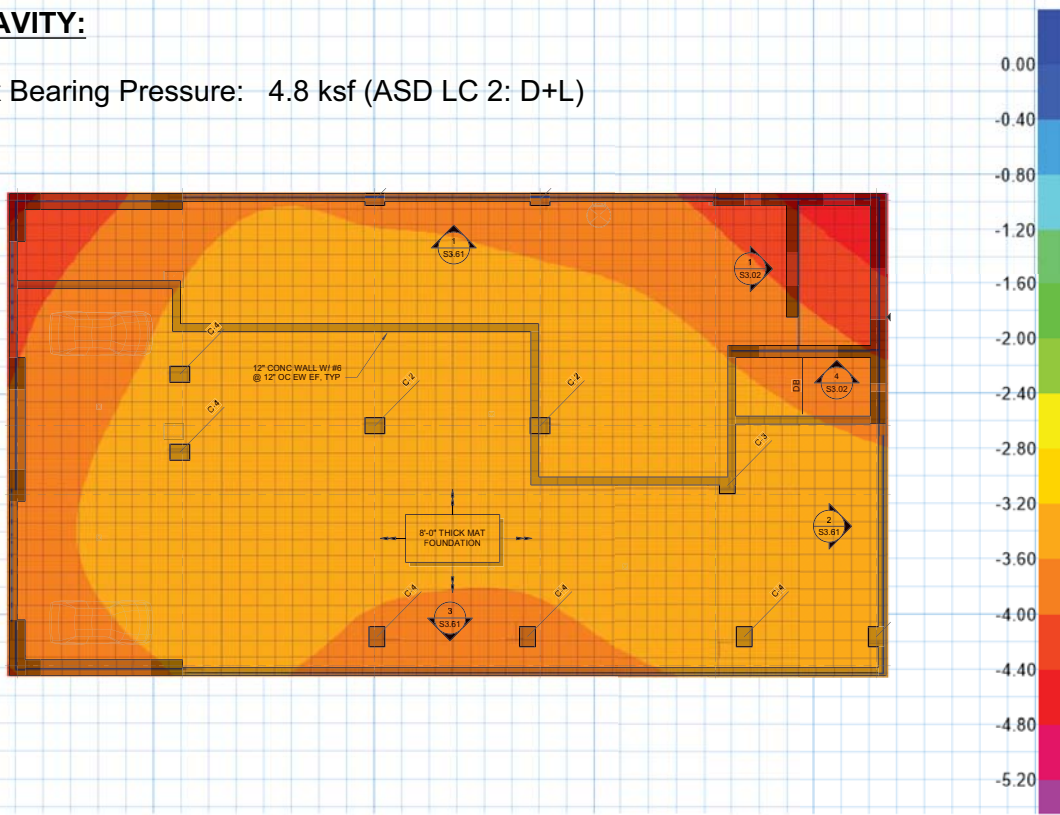 AVITY:
Bearing Pressure: 4.8 ksf (ASD LC 2: D+L)
0.00
-0.40
-0.80
-1.20
-1.60
-2.00
-2.40
-2.80
-3.20
-3.60
-4.00
-4.40
-4.80
-5.20
1
S3.61
1
S3.02
C-4
12" CONC WALL W/ #6
@ 12" OC EW EF, TYP
C-2
C-2
DB
4
S3.02
C-4
C-3
8'-0" THICK MAT
FOUNDATION
2
S3.61
C-4
C-4
C-4
3
S3.61